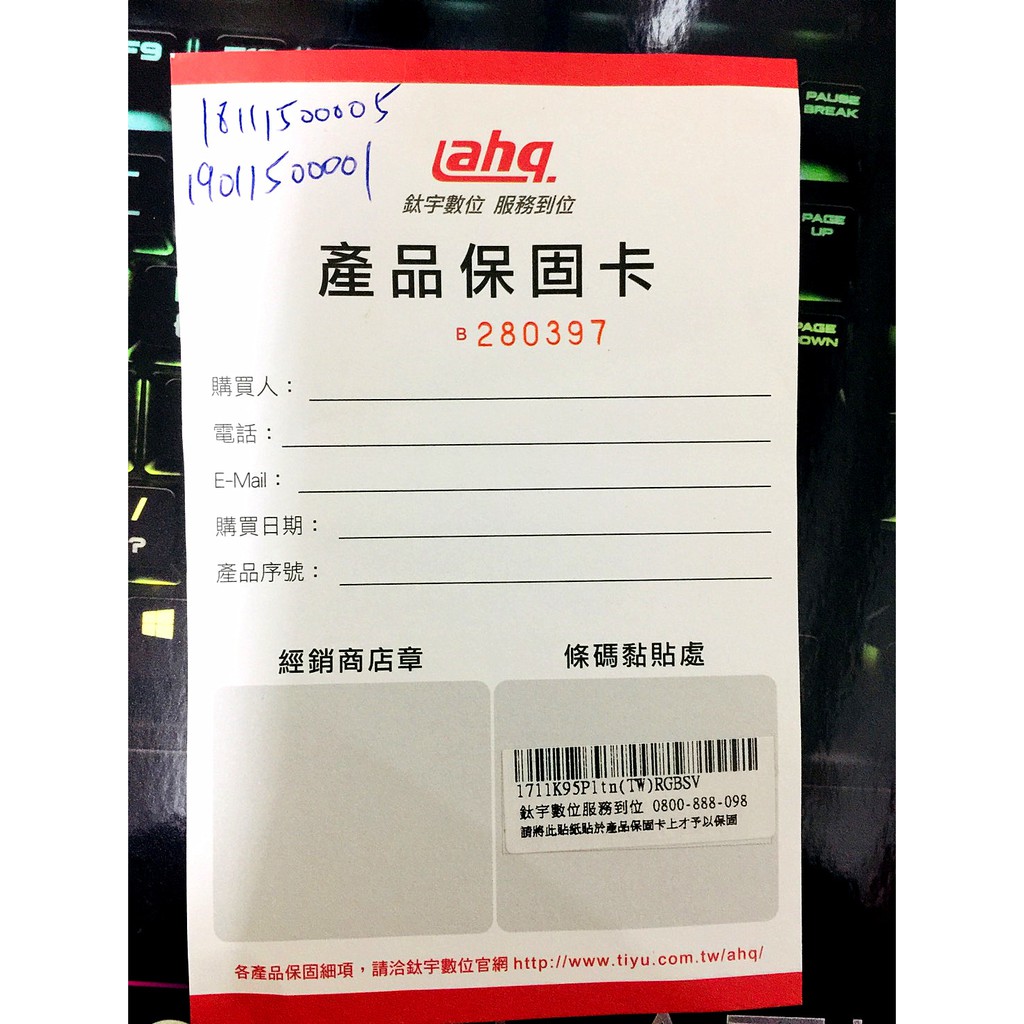 F9
PAUSE
BREAK
PAGE
UP
PAGE
DOWN
/
?
18111500005
19011500001
ahq
鈦宇數位 服務到位
產品保固卡
B 280397
購買人：
電話：
E-Mail：
購買日期：
產品序號：
經銷商店章
條碼黏貼處
1711K95Pltn(TW)RGBSV
鈦宇數位服務到位 0800-888-098
請將此貼紙貼於產品保固卡上才予以保固
各產品保固細項，請洽鈦宇數位官網 http://www.tiyu.com.tw/ahq/